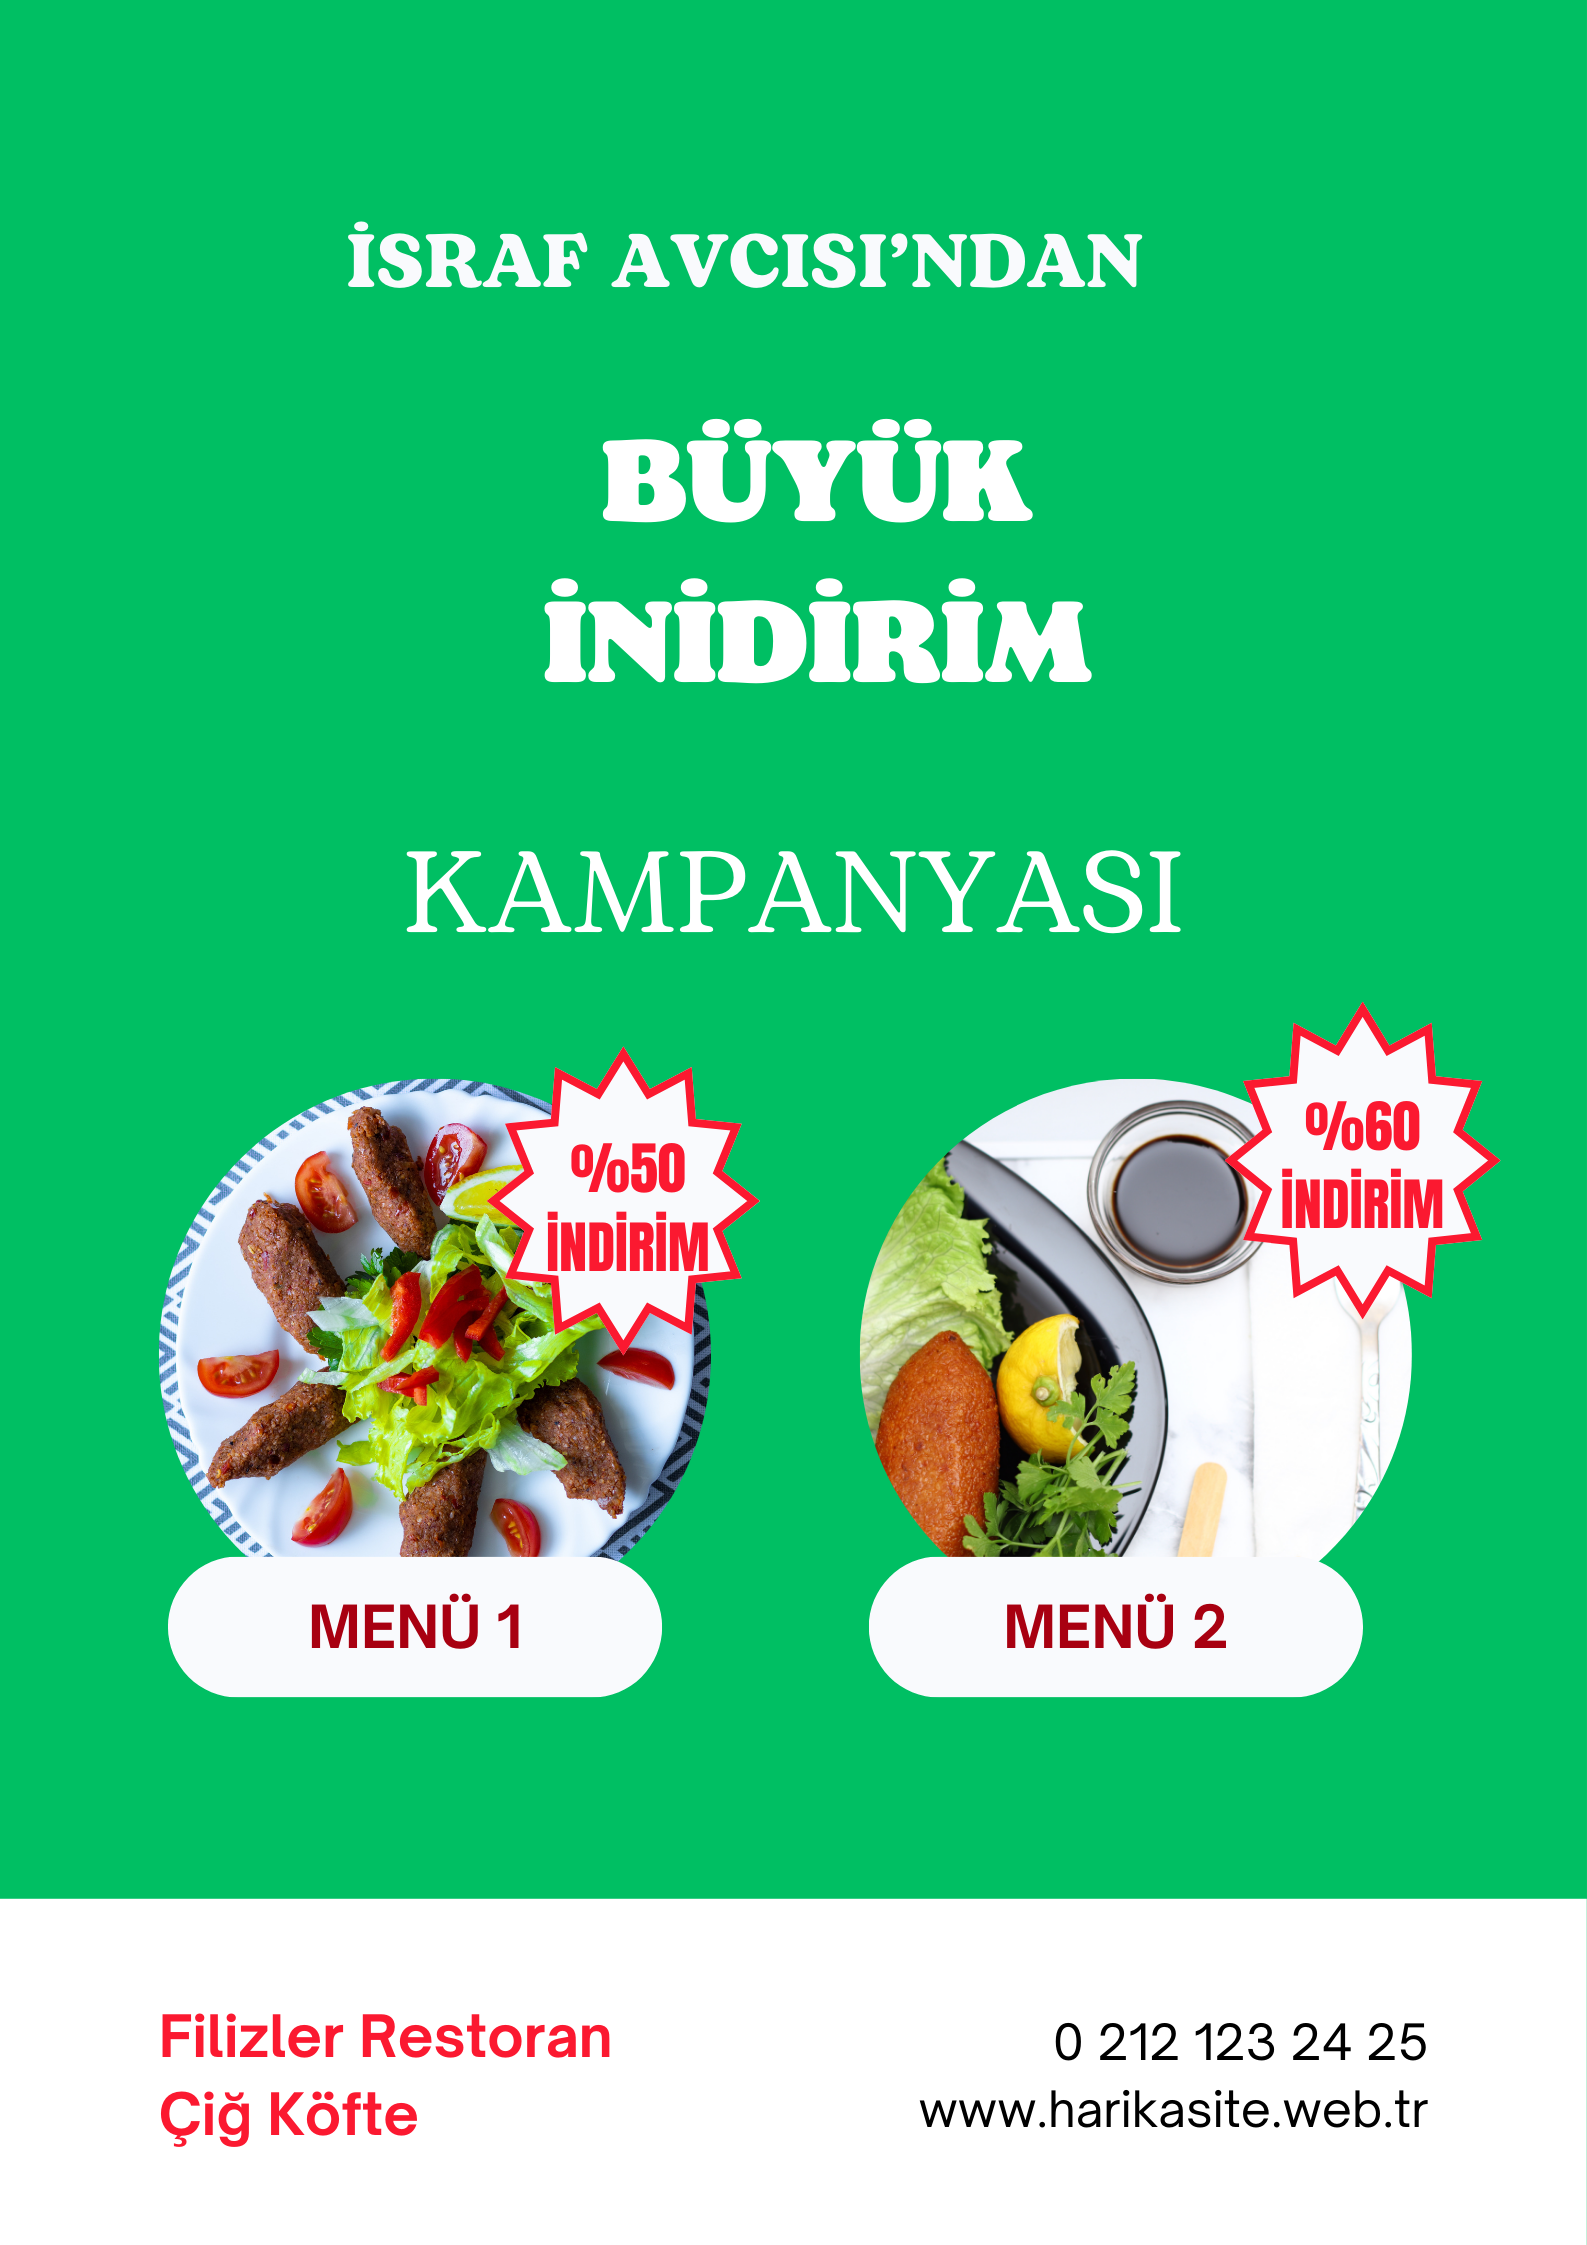 İSRAF AVCISI’NDAN
BÜYÜK
İNİDİRİM
KAMPANYASI
%50
İNDİRİM
%60
İNDİRİM
MENÜ 1
MENÜ 2
Filizler Restoran
Çiğ Köfte
0 212 123 24 25
www.harikasite.web.tr